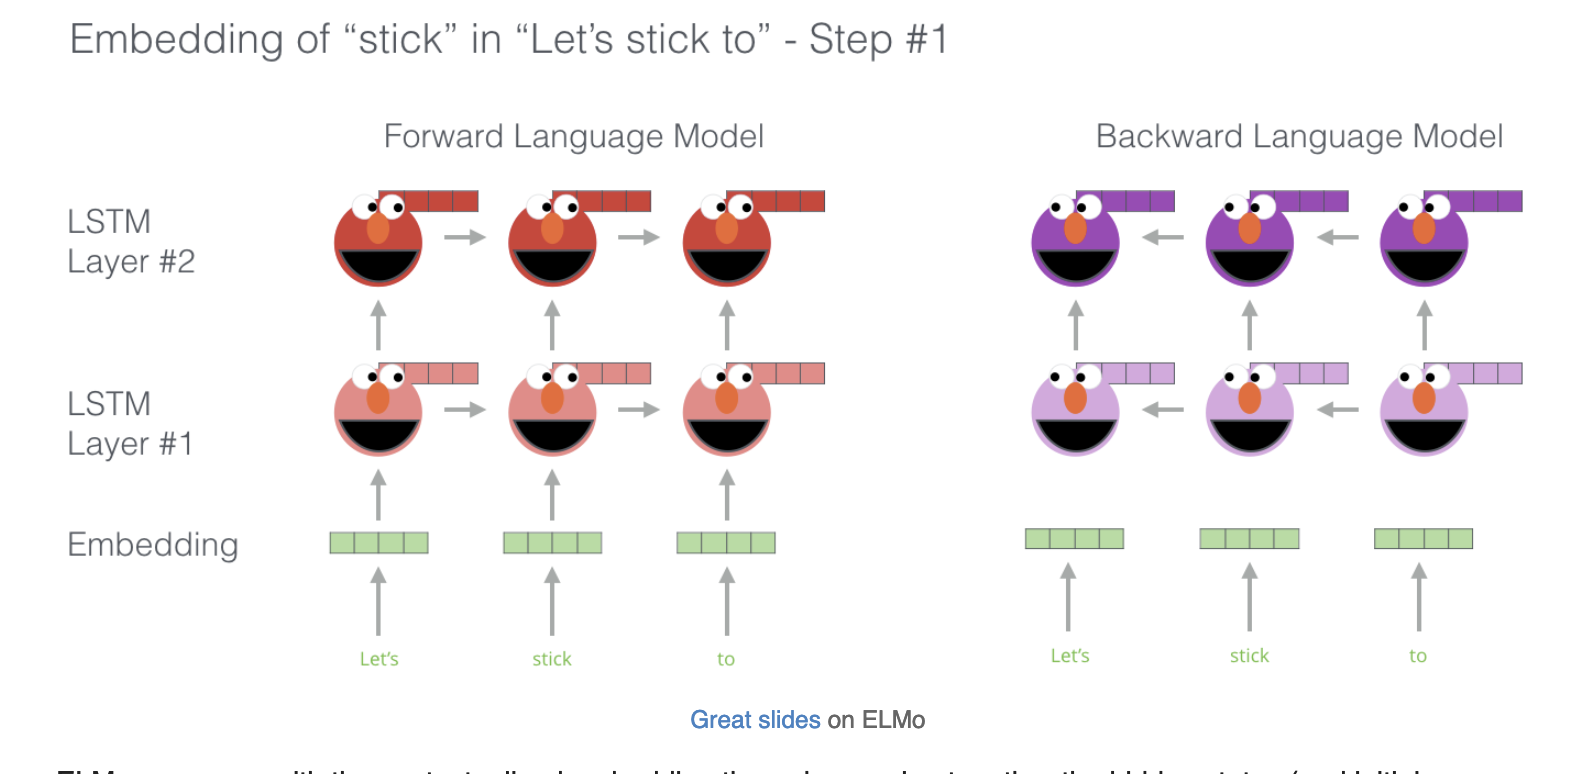 Embedding of “stick” in “Let’s stick to” - Step #1
Forward Language Model
Backward Language Model
LSTM
Layer #2
LSTM
Layer #1
Embedding
Let’s
stick
to
Let’s
stick
to
Great slides on ELMo